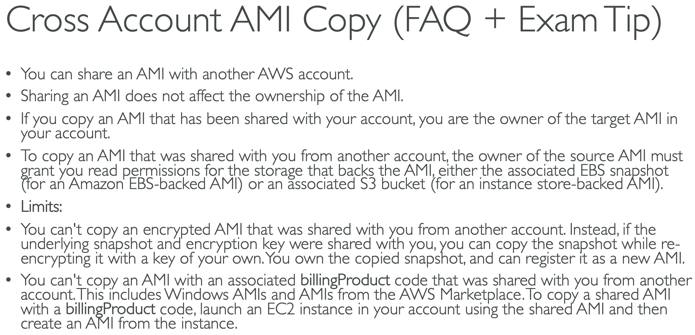 Cross Account AMI Copy (FAQ + Exam Tip)
• You can share an AMI with another AWS account.
• Sharing an AMI does not affect the ownership of the AMI.
• If you copy an AMI that has been shared with your account, you are the owner of the target AMI in
your account.
• To copy an AMI that was shared with you from another account, the owner of the source AMI must
grant you read permissions for the storage that backs the AMI, either the associated EBS snapshot
(for an Amazon EBS-backed AMI) or an associated S3 bucket (for an instance store-backed AMI).
• Limits:
• You can't copy an encrypted AMI that was shared with you from another account. Instead, if the
underlying snapshot and encryption key were shared with you, you can copy the snapshot while re-
encrypting it with a key of your own. You own the copied snapshot, and can register it as a new AMI.
• You can't copy an AMI with an associated billingProduct code that was shared with you from another
account. This includes Windows AMIs and AMIs from the AWS Marketplace. To copy a shared AMI
with a billingProduct code, launch an EC2 instance in your account using the shared AMI and then
create an AMI from the instance.